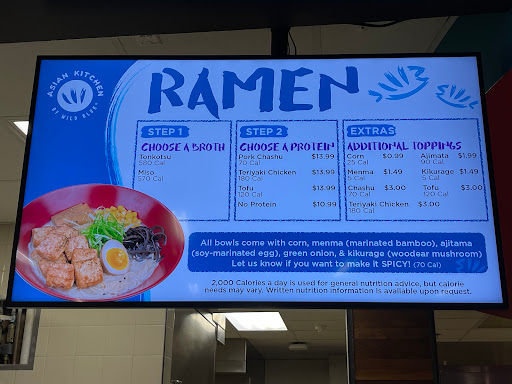 ASIAN KITCHEN
BY WILD BLUE
RAMEN
STEP 1
CHOOSE A BROTH
Tonkotsu
580 Cal
Miso
570 Cal
STEP 2
CHOOSE A PROTEIN
Pork Chashu $13.99
70 Cal
Teriyaki Chicken $13.99
180 Cal
Tofu $13.99
120 Cal
No Protein $10.99
EXTRAS
ADDITIONAL TOPPINGS
Corn $0.99
25 Cal
Menma $1.49
5 Cal
Chashu $3.00
70 Cal
Teriyaki Chicken $3.00
180 Cal
Ajimata $1.99
90 Cal
Kikurage $1.49
5 Cal
Tofu $3.00
120 Cal
All bowls come with corn, menma (marinated bamboo), ajitama
(soy-marinated egg), green onion, & kikurage (woodear mushroom)
Let us know if you want to make it SPICY! (70 Cal)
2,000 Calories a day is used for general nutrition advice, but calorie
needs may vary. Written nutrition information is available upon request.